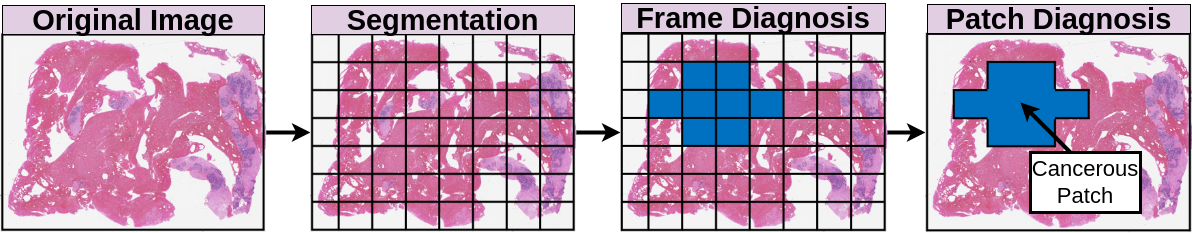 Original Image
Segmentation
Frame Diagnosis
Patch Diagnosis
Cancerous
Patch